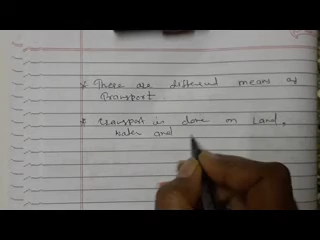 * There are different means of
Transport
* transport is done on Land,
water and